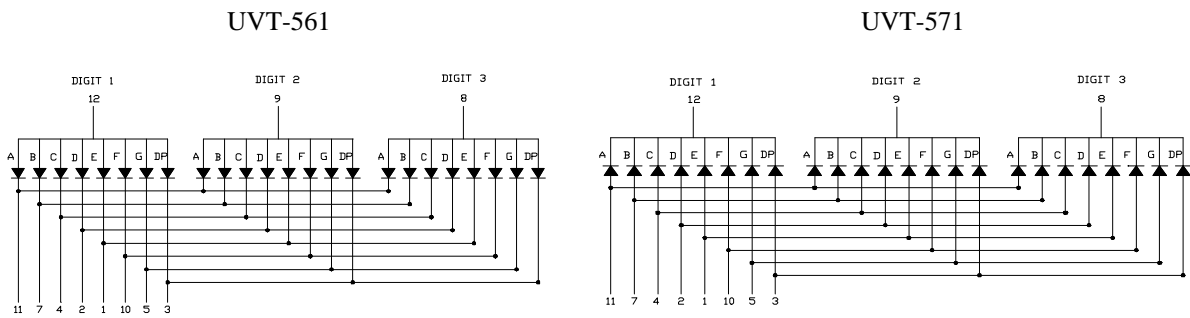 UVT-561
DIGIT 1 DIGIT 2 DIGIT 3
12 9 8
A B C D E F G DP A B C D E F G DP A B C D E F G DP
11 7 4 2 1 10 5 3
UVT-571
DIGIT 1 DIGIT 2 DIGIT 3
12 9 8
A B C D E F G DP A B C D E F G DP A B C D E F G DP
11 7 4 2 1 10 5 3